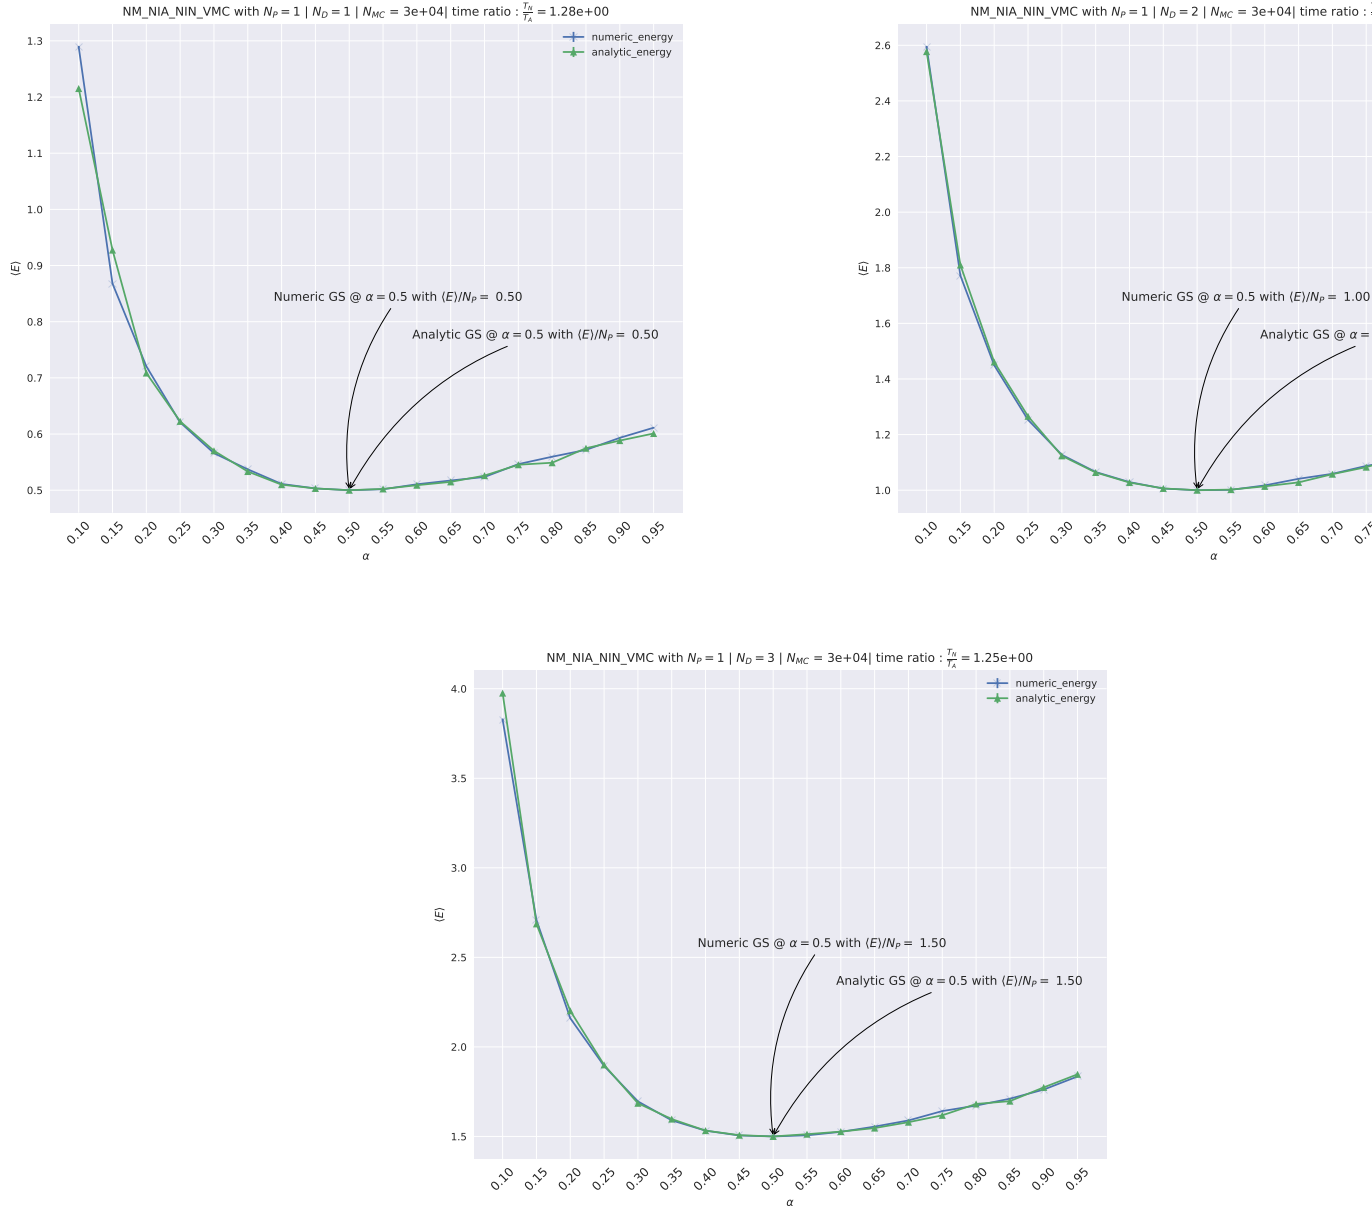 NM_NIA_NIN_VMC with N_P = 1 | N_D = 1 | N_MC = 3e+04| time ratio : T_N/T_A = 1.28e+00
1.3
1.2
1.1
1.0
0.9
0.8
0.7
0.6
0.5
⟨E⟩
numeric_energy
analytic_energy
Numeric GS @ α = 0.5 with ⟨E⟩/N_P = 0.50
Analytic GS @ α = 0.5 with ⟨E⟩/N_P = 0.50
0.10 0.15 0.20 0.25 0.30 0.35 0.40 0.45 0.50 0.55 0.60 0.65 0.70 0.75 0.80 0.85 0.90 0.95
α
NM_NIA_NIN_VMC with N_P = 1 | N_D = 2 | N_MC = 3e+04| time ratio :
2.6
2.4
2.2
2.0
1.8
1.6
1.4
1.2
1.0
⟨E⟩
Numeric GS @ α = 0.5 with ⟨E⟩/N_P = 1.00
Analytic GS @ α =
0.10 0.15 0.20 0.25 0.30 0.35 0.40 0.45 0.50 0.55 0.60 0.65 0.70 0.75
α
NM_NIA_NIN_VMC with N_P = 1 | N_D = 3 | N_MC = 3e+04| time ratio : T_N/T_A = 1.25e+00
4.0
3.5
3.0
2.5
2.0
1.5
⟨E⟩
numeric_energy
analytic_energy
Numeric GS @ α = 0.5 with ⟨E⟩/N_P = 1.50
Analytic GS @ α = 0.5 with ⟨E⟩/N_P = 1.50
0.10 0.15 0.20 0.25 0.30 0.35 0.40 0.45 0.50 0.55 0.60 0.65 0.70 0.75 0.80 0.85 0.90 0.95
α